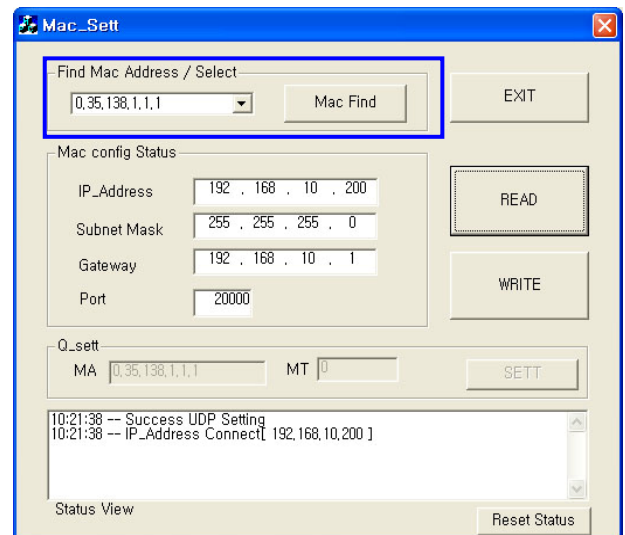 Mac_Sett
Find Mac Address / Select
0,35,138,1,1,1
Mac Find
EXIT
Mac config Status
IP_Address 192 . 168 . 10 . 200
Subnet Mask 255 . 255 . 255 . 0
Gateway 192 . 168 . 10 . 1
Port 20000
READ
WRITE
Q_sett
MA 0,35,138,1,1,1 MT 0
SETT
10:21:38 -- Success UDP Setting
10:21:38 -- IP_Address Connect[ 192,168,10,200 ]
Status View
Reset Status